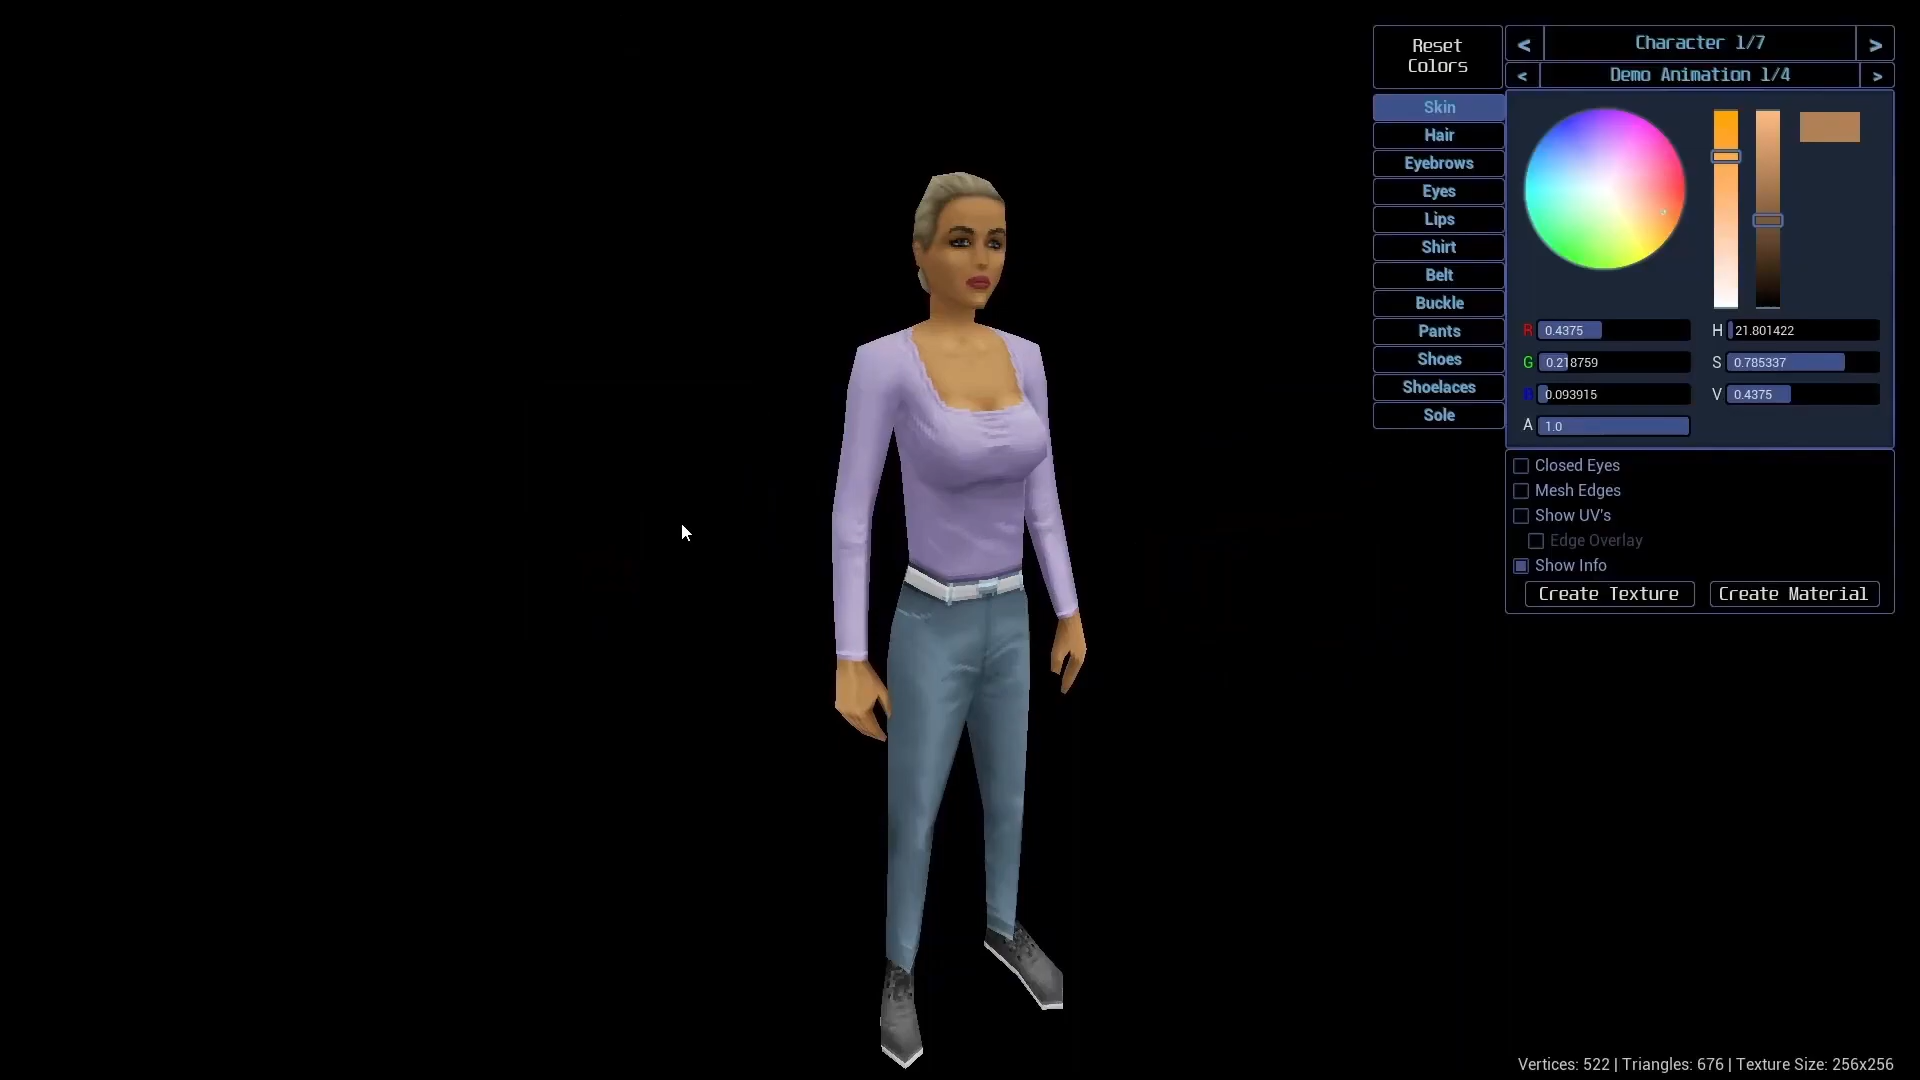 Reset
Colors
< Character 1/7 >
< Demo Animation 1/4 >
Skin
Hair
Eyebrows
Eyes
Lips
Shirt
Belt
Buckle
Pants
Shoes
Shoelaces
Sole
R 0.4375 H 21.801422
G 0.218759 S 0.785337
B 0.093915 V 0.4375
A 1.0
Closed Eyes
Mesh Edges
Show UV's
Edge Overlay
Show Info
Create Texture Create Material
Vertices: 522 | Triangles: 676 | Texture Size: 256x256